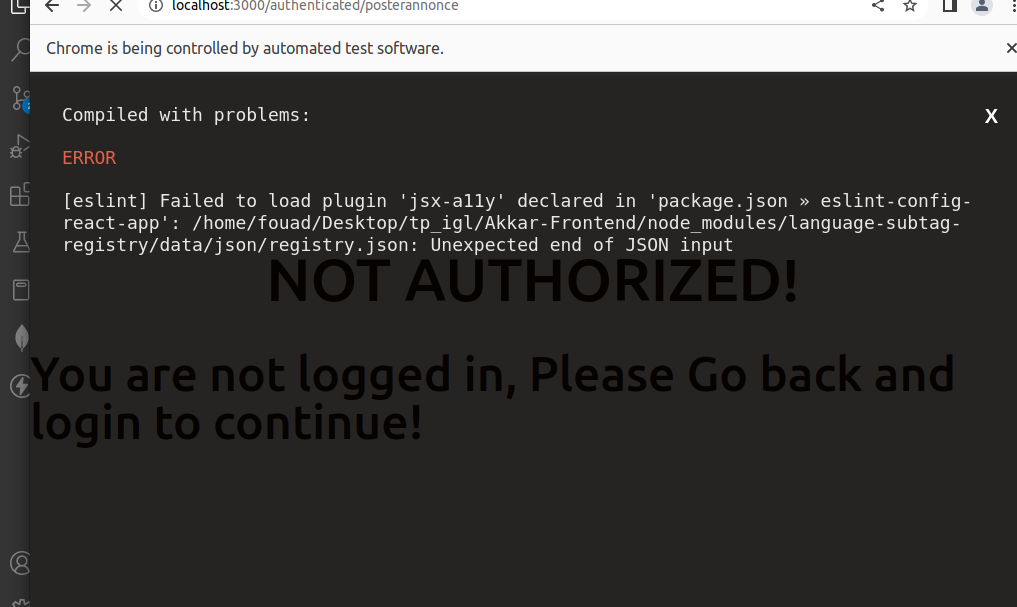 localhost:3000/authenticated/posterannonce
Chrome is being controlled by automated test software.
Compiled with problems:
X
ERROR
[eslint] Failed to load plugin 'jsx-a11y' declared in 'package.json » eslint-config-
react-app': /home/fouad/Desktop/tp_igl/Akkar-Frontend/node_modules/language-subtag-
registry/data/json/registry.json: Unexpected end of JSON input
NOT AUTHORIZED!
You are not logged in, Please Go back and
login to continue!